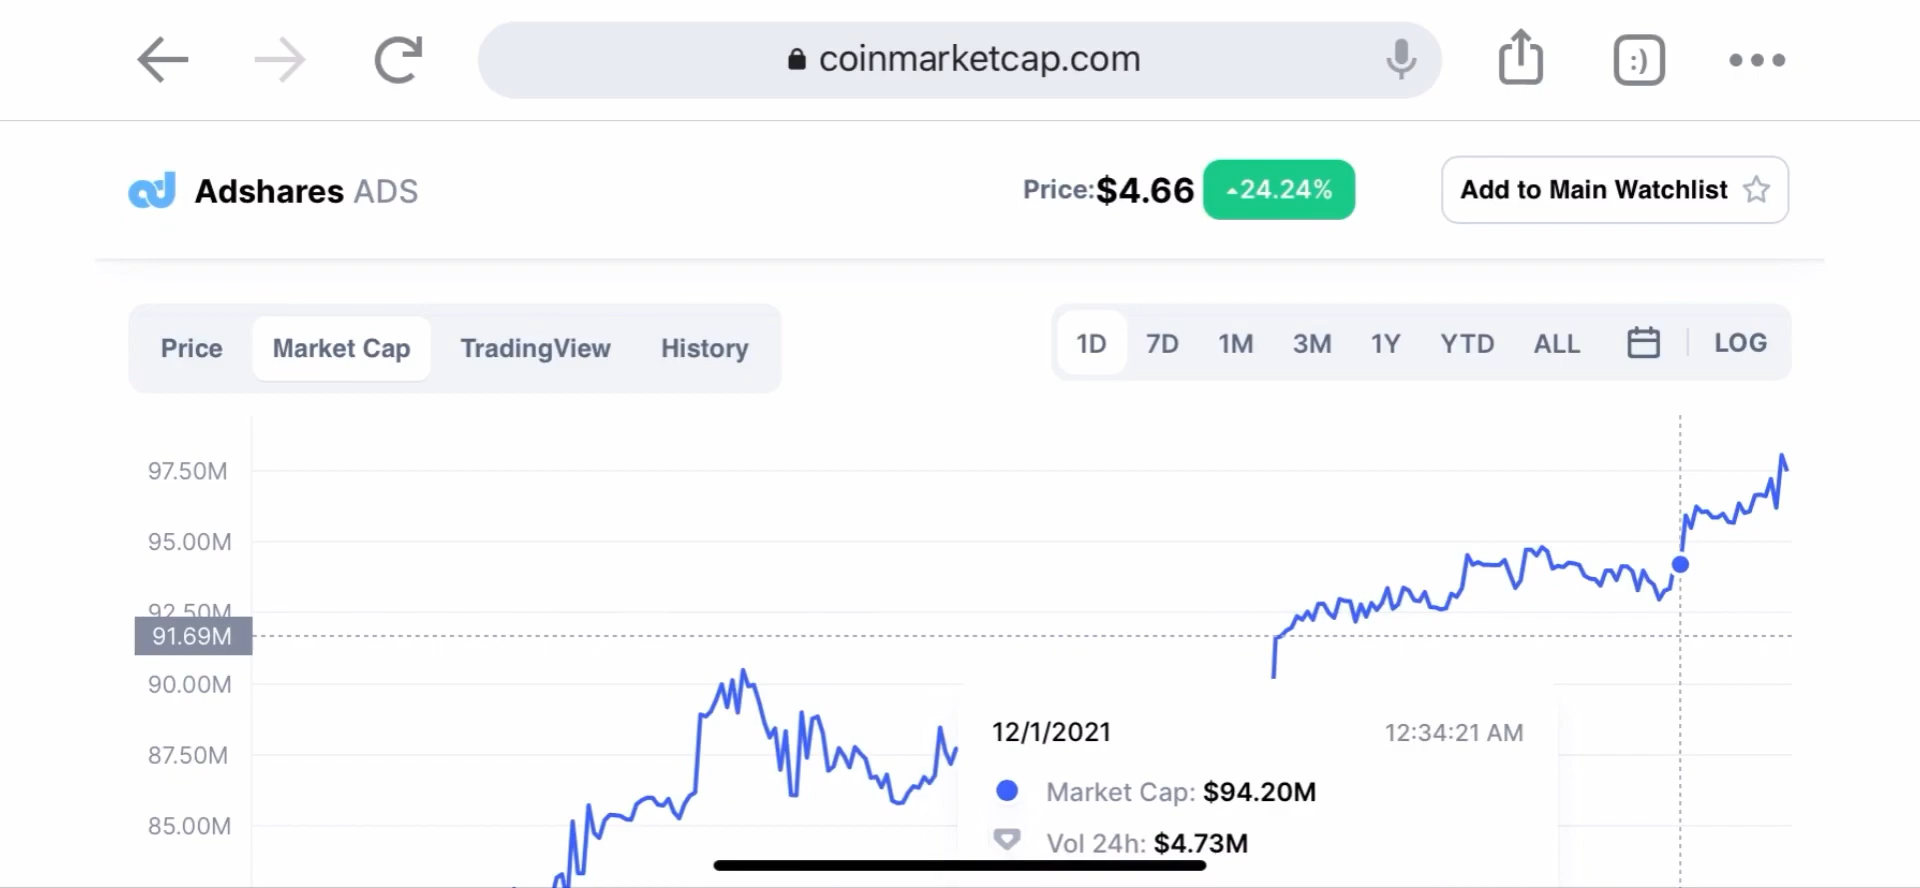 coinmarketcap.com
:)
Adshares ADS
Price:$4.66
24.24%
Add to Main Watchlist
Price Market Cap TradingView History
1D 7D 1M 3M 1Y YTD ALL LOG
97.50M
95.00M
92.50M
91.69M
90.00M
87.50M
85.00M
12/1/2021 12:34:21 AM
Market Cap: $94.20M
Vol 24h: $4.73M